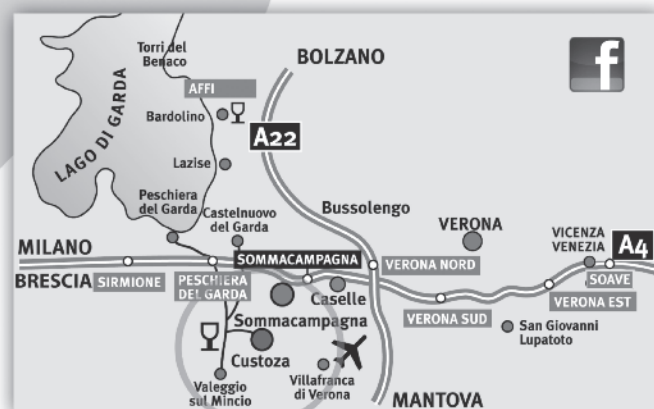 Torri del
Benaco
BOLZANO
f
AFFI
Bardolino
LAGO DI GARDA
A22
Lazise
Peschiera
del Garda
Castelnuovo
del Garda
Bussolengo
VERONA
VICENZA
VENEZIA
A4
MILANO
SOMMACAMPAGNA
VERONA NORD
BRESCIA
SIRMIONE
PESCHIERA
DEL GARDA
SOAVE
Caselle
VERONA EST
Sommacampagna
VERONA SUD
San Giovanni
Lupatoto
Custoza
Valeggio
sul Mincio
Villafranca
di Verona
MANTOVA